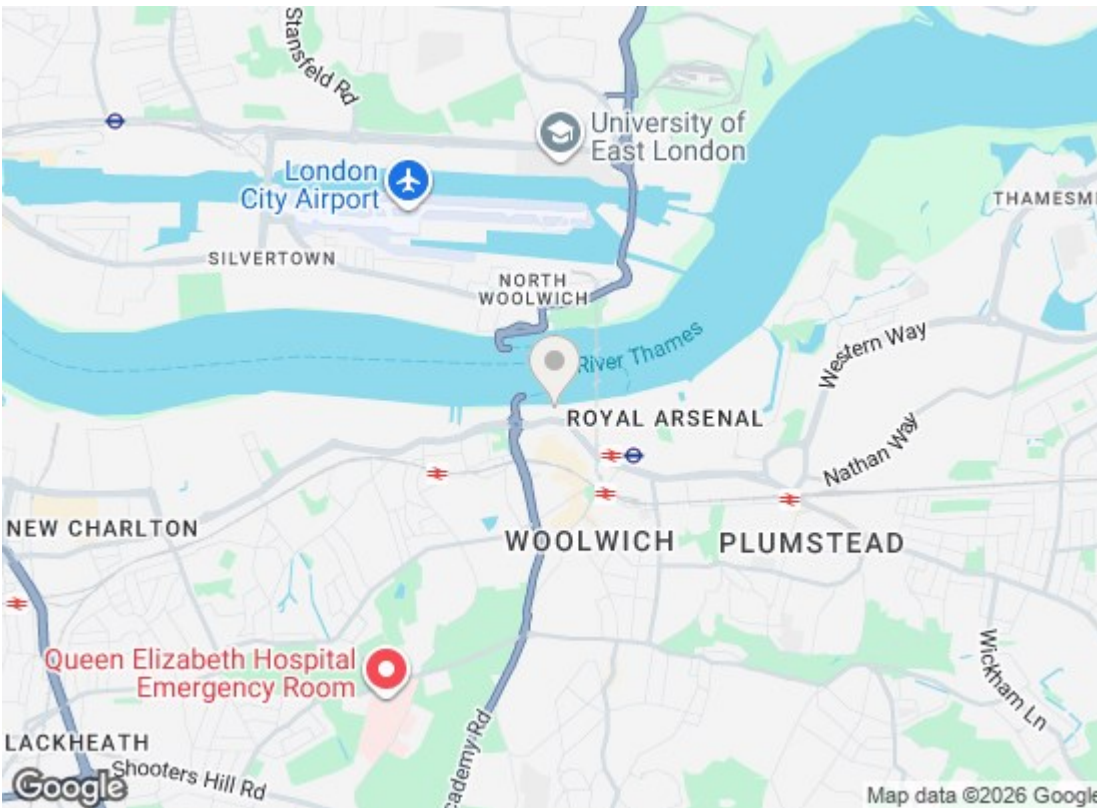 Stansfeld Rd
University of
East London
London
City Airport
THAMESM
SILVERTOWN
NORTH
WOOLWICH
River Thames
Western Way
ROYAL ARSENAL
Nathan Way
NEW CHARLTON
WOOLWICH
PLUMSTEAD
Queen Elizabeth Hospital
Emergency Room
Wickham Ln
LACKHEATH
Shooters Hill Rd
cademy Rd
Google
Map data ©2026 Google